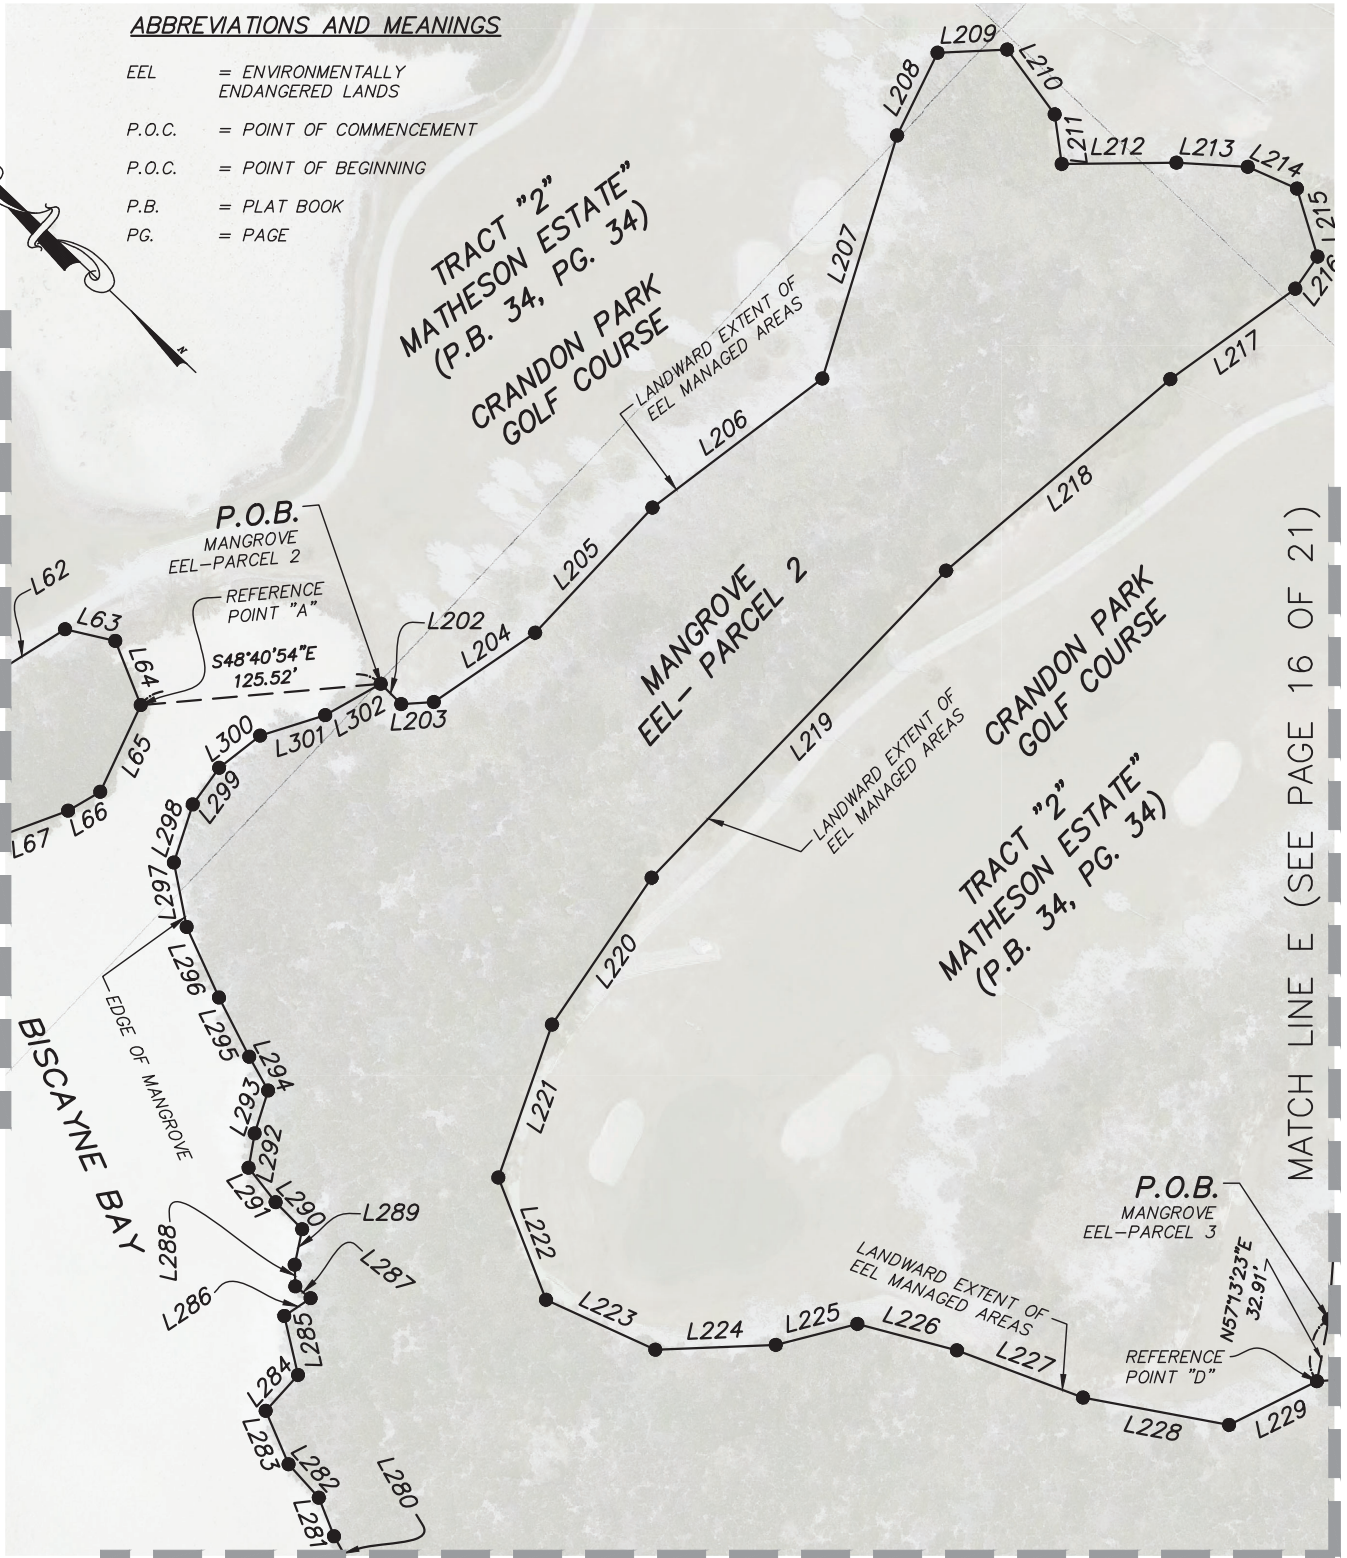 ABBREVIATIONS AND MEANINGS
EEL = ENVIRONMENTALLY
ENDANGERED LANDS
P.O.C. = POINT OF COMMENCEMENT
P.O.C. = POINT OF BEGINNING
P.B. = PLAT BOOK
PG. = PAGE
N
TRACT "2"
MATHESON ESTATE"
(P.B. 34, PG. 34)
CRANDON PARK
GOLF COURSE
LANDWARD EXTENT OF
EEL MANAGED AREAS
L209
L208
L210
L211
L212
L213
L214
L215
L216
L207
L217
L206
L218
L205
P.O.B.
MANGROVE
EEL-PARCEL 2
REFERENCE
POINT "A"
L62
L63
L64
S48°40'54"E
125.52'
L202
L204
L203
L302
L301
L300
L65
L66
L67
L299
L298
L297
L296
L295
L294
L293
L292
L291
L290
L289
L288
L287
L286
L285
L284
L283
L282
L281
L280
EDGE OF MANGROVE
BISCAYNE BAY
MANGROVE
EEL- PARCEL 2
L219
LANDWARD EXTENT OF
EEL MANAGED AREAS
CRANDON PARK
GOLF COURSE
TRACT "2"
MATHESON ESTATE"
(P.B. 34, PG. 34)
L220
L221
L222
L223
L224
L225
L226
L227
L228
L229
LANDWARD EXTENT OF
EEL MANAGED AREAS
P.O.B.
MANGROVE
EEL-PARCEL 3
N57°13'23"E
32.91'
REFERENCE
POINT "D"
MATCH LINE E (SEE PAGE 16 OF 21)